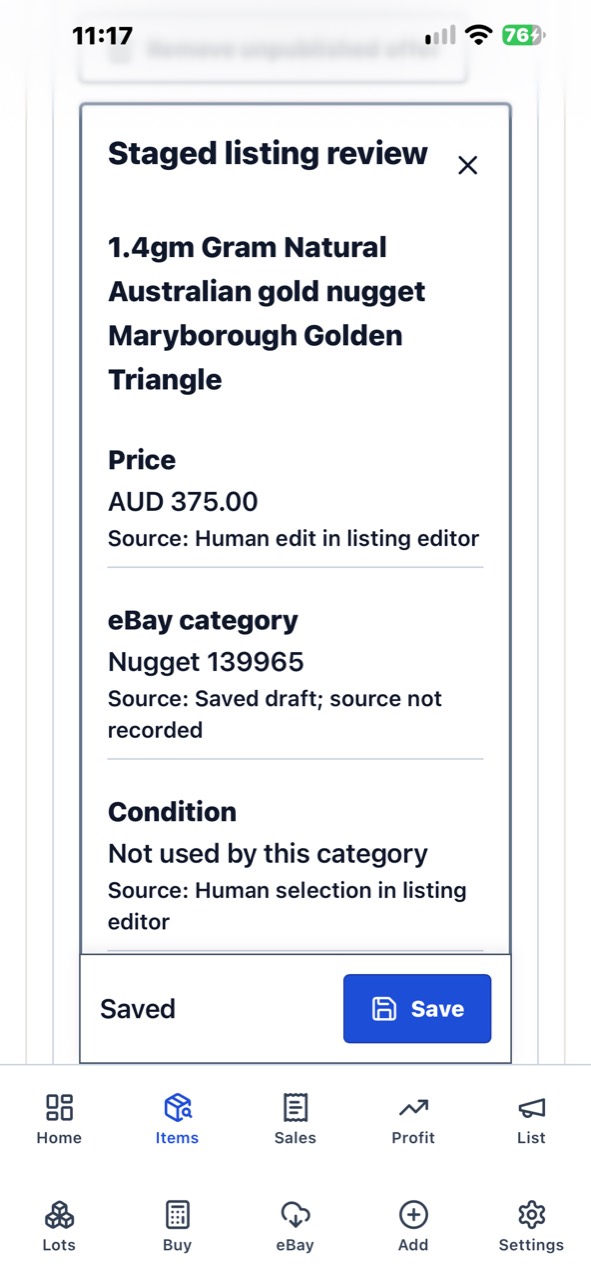 11:17
76
Remove unpublished offer
Staged listing review
1.4gm Gram Natural
Australian gold nugget
Maryborough Golden
Triangle
Price
AUD 375.00
Source: Human edit in listing editor
eBay category
Nugget 139965
Source: Saved draft; source not
recorded
Condition
Not used by this category
Source: Human selection in listing
editor
Saved
Save
Home
Items
Sales
Profit
List
Lots
Buy
eBay
Add
Settings